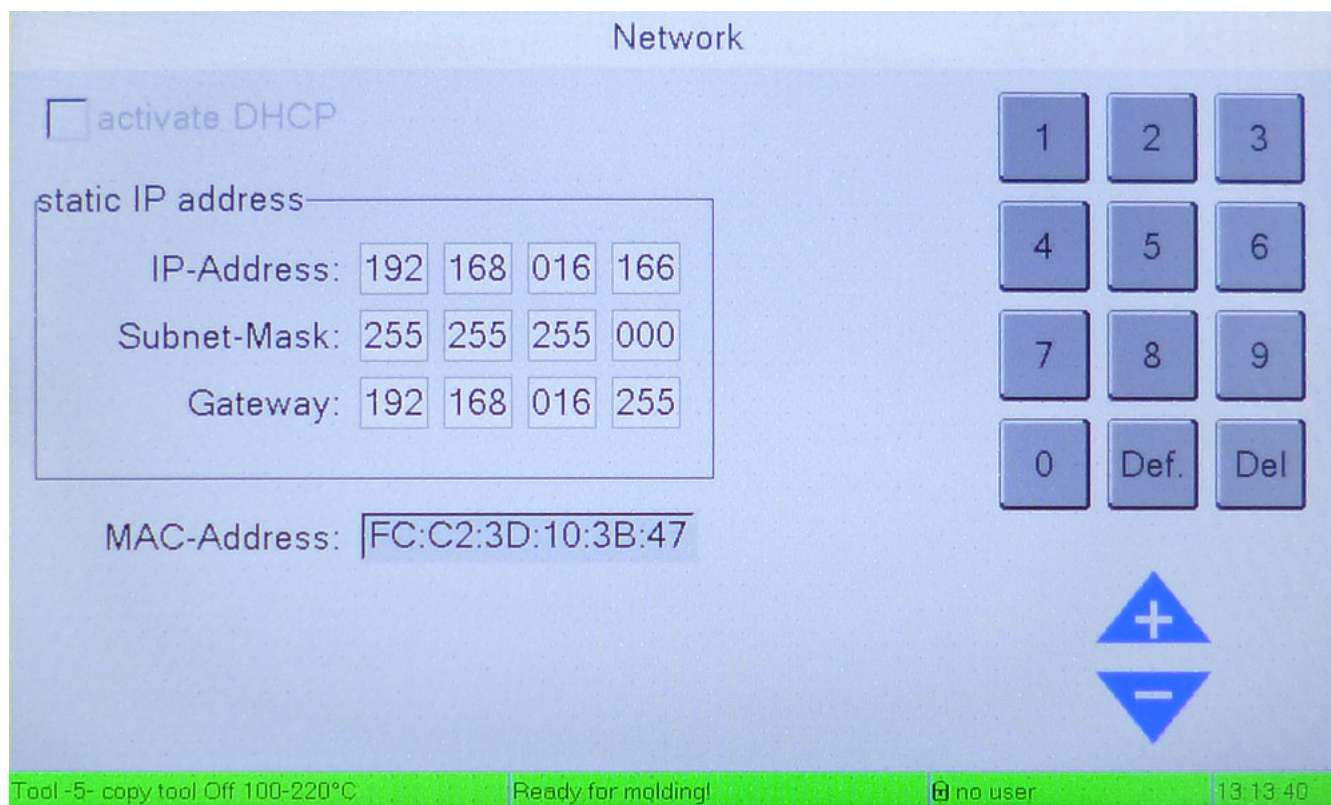 Network
activate DHCP
static IP address
IP-Address: 192 168 016 166
Subnet-Mask: 255 255 255 000
Gateway: 192 168 016 255
MAC-Address: FC:C2:3D:10:3B:47
1 2 3
4 5 6
7 8 9
0 Def. Del
+
−
Tool -5- copy tool Off 100-220°C Ready for molding! no user 13:13:40